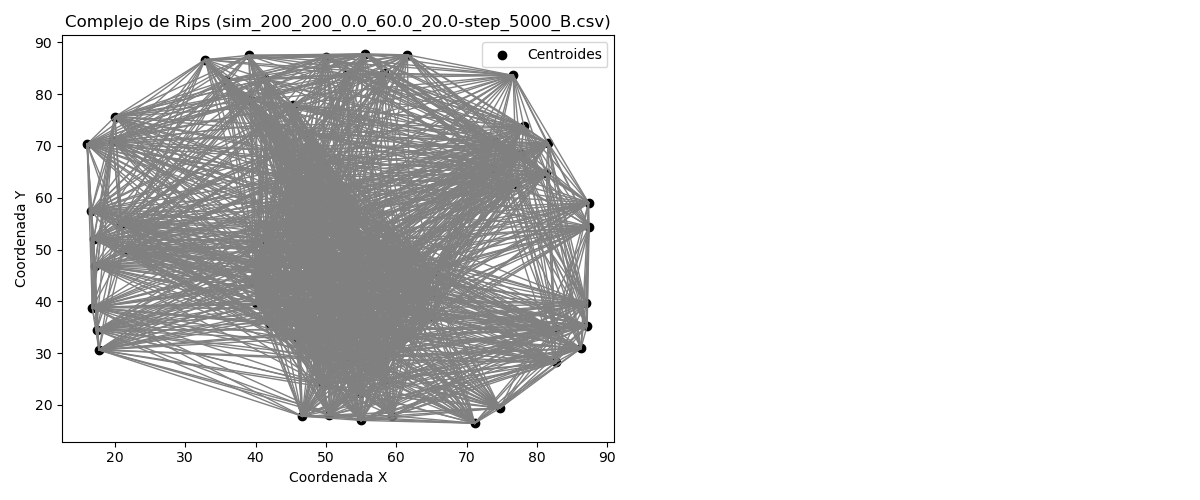 Complejo de Rips (sim_200_200_0.0_60.0_20.0-step_5000_B.csv)
Centroides
90
80
70
60
50
40
30
20
Coordenada Y
20 30 40 50 60 70 80 90
Coordenada X